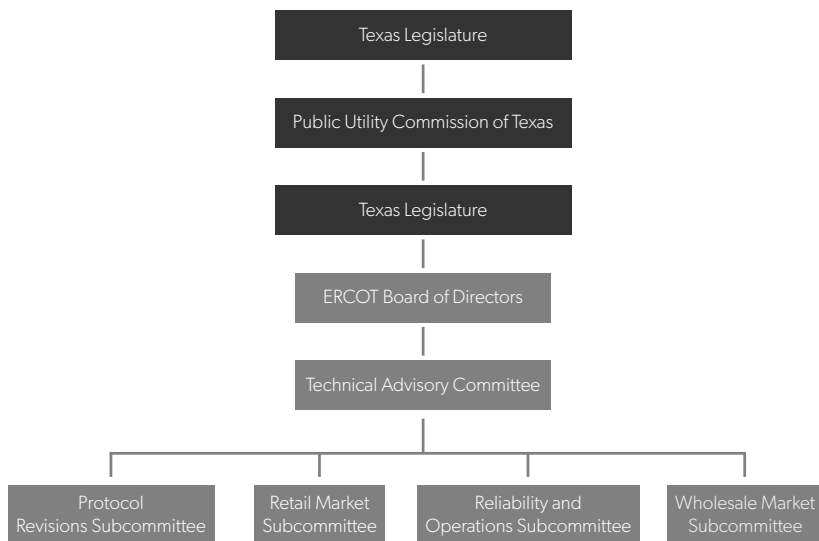 Texas Legislature
Public Utility Commission of Texas
Texas Legislature
ERCOT Board of Directors
Technical Advisory Committee
Protocol
Revisions Subcommittee
Retail Market
Subcommittee
Reliability and
Operations Subcommittee
Wholesale Market
Subcommittee